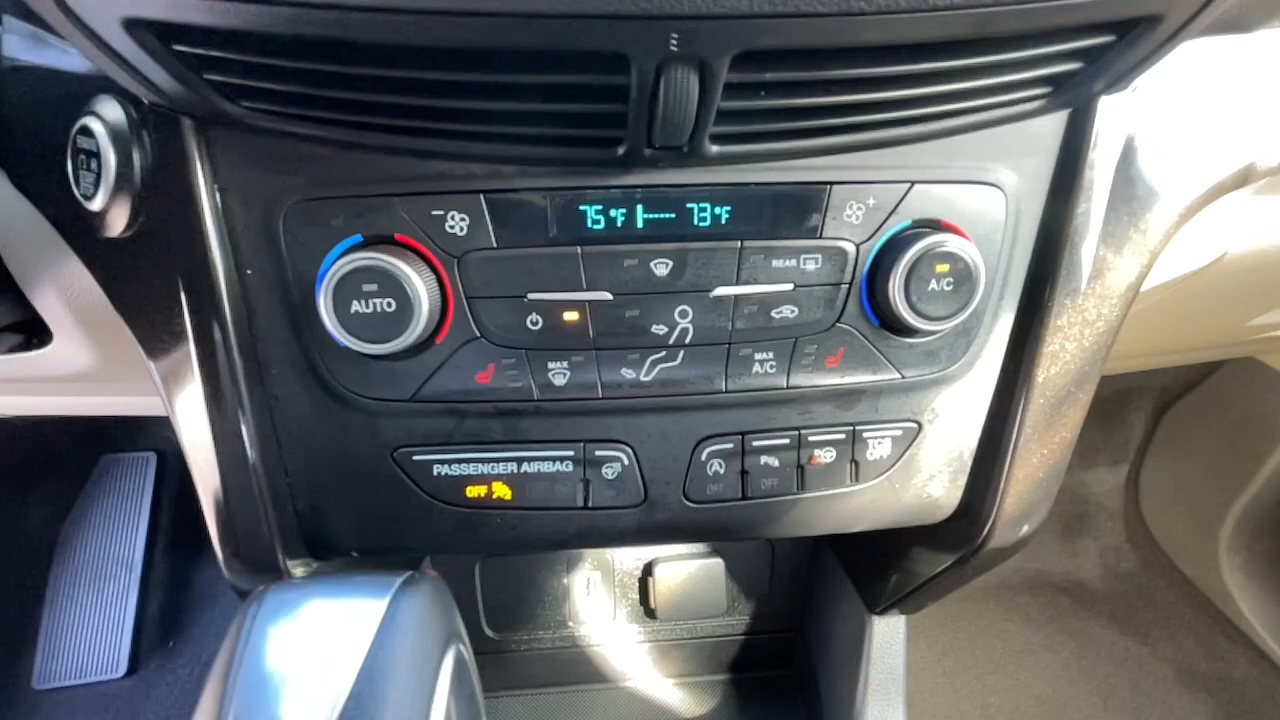 75°F 73°F
REAR
AUTO
A/C
MAX
MAX
A/C
PASSENGER AIRBAG
OFF
A
OFF
P
OFF
TCS
OFF